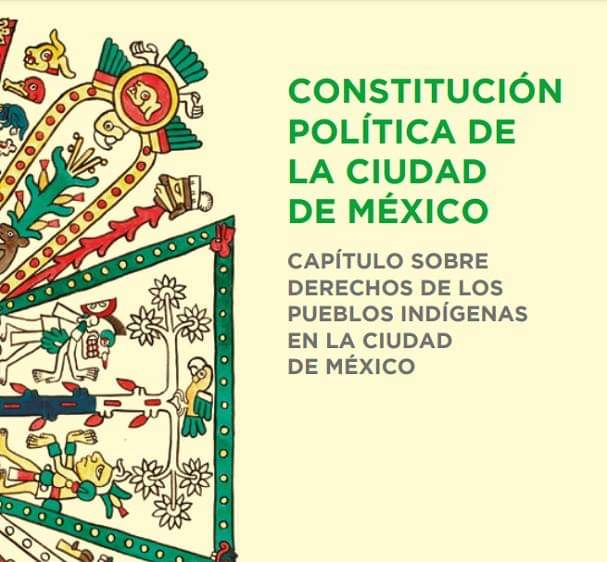 CONSTITUCIÓN
POLÍTICA DE
LA CIUDAD
DE MÉXICO
CAPÍTULO SOBRE
DERECHOS DE LOS
PUEBLOS INDÍGENAS
EN LA CIUDAD
DE MÉXICO